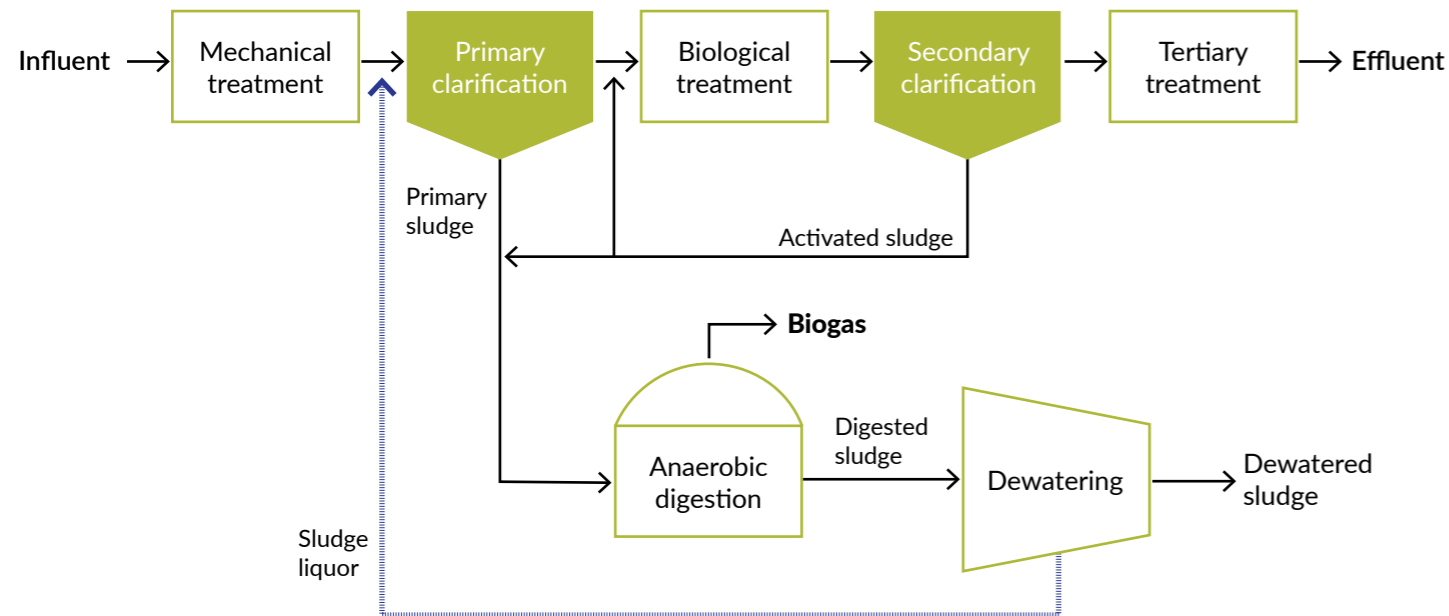 Influent
Mechanical
treatment
Primary
clarification
Biological
treatment
Secondary
clarification
Tertiary
treatment
Effluent
Primary
sludge
Activated sludge
Biogas
Anaerobic
digestion
Digested
sludge
Dewatering
Dewatered
sludge
Sludge
liquor